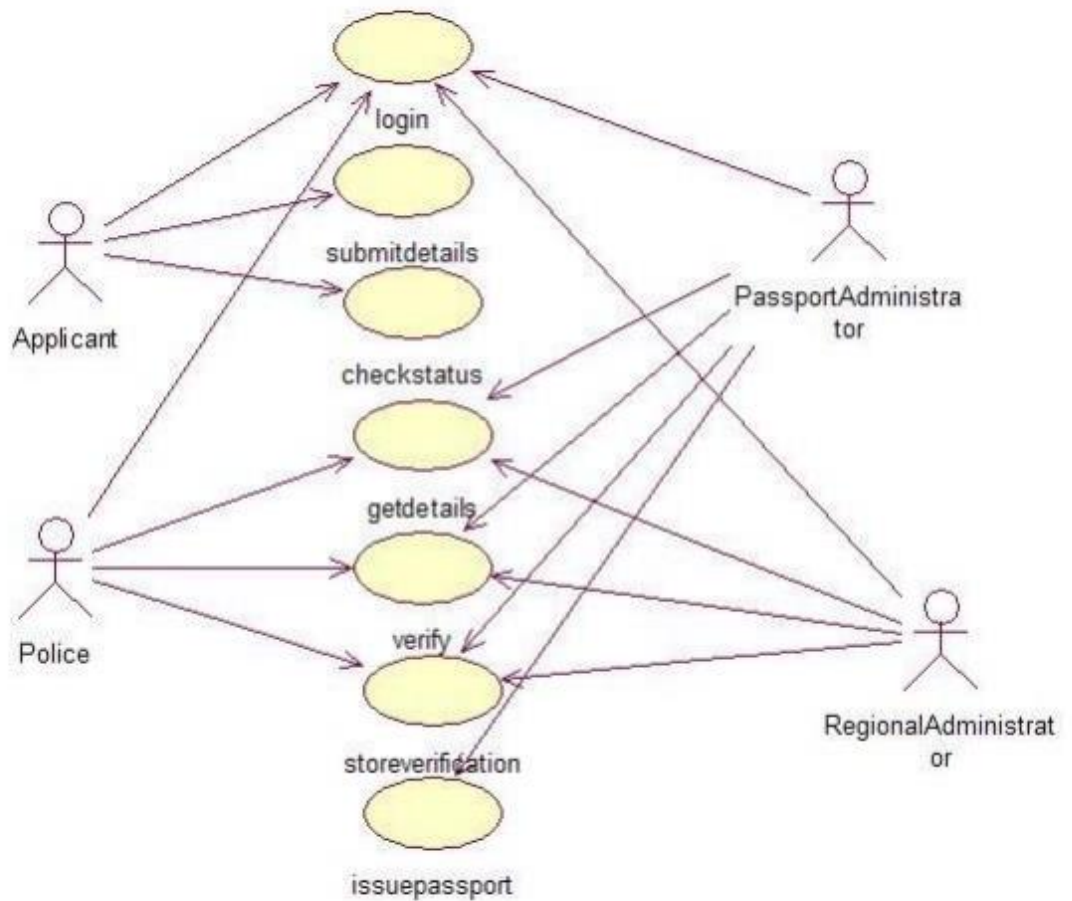 login
submitdetails
Applicant
PassportAdministra
tor
checkstatus
getdetails
Police
verify
RegionalAdministrat
or
storeverification
issuepassport